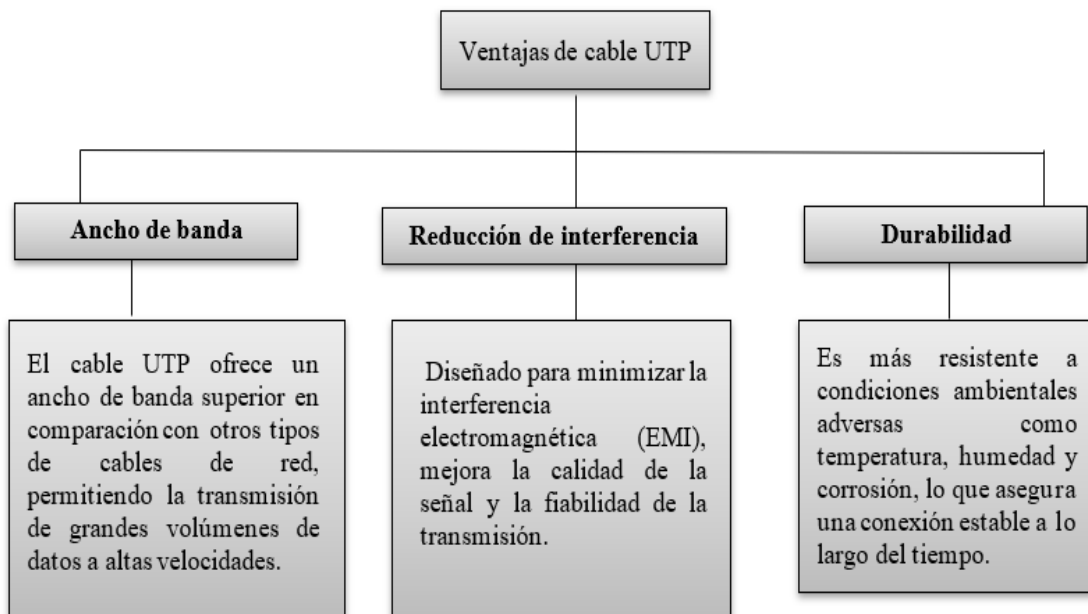 Ventajas de cable UTP
Ancho de banda
Reducción de interferencia
Durabilidad
El cable UTP ofrece un
ancho de banda superior en
comparación con otros tipos
de cables de red,
permitiendo la transmisión
de grandes volúmenes de
datos a altas velocidades.
Diseñado para minimizar la
interferencia
electromagnética (EMI),
mejora la calidad de la
señal y la fiabilidad de la
transmisión.
Es más resistente a
condiciones ambientales
adversas como
temperatura, humedad y
corrosión, lo que asegura
una conexión estable a lo
largo del tiempo.